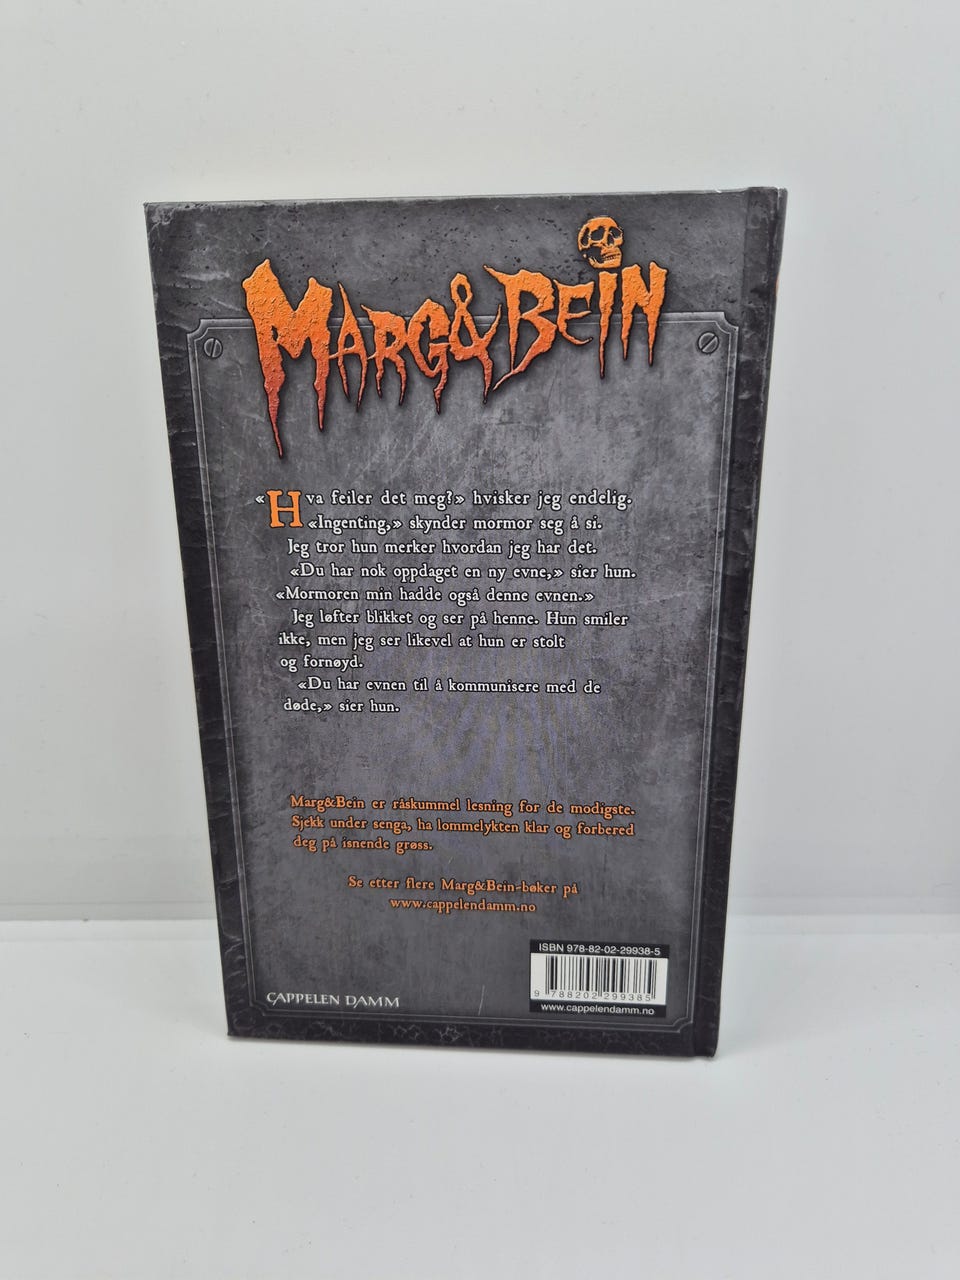 MARG&BEIN
«Hva feiler det meg?» hvisker jeg endelig.
«Ingenting,» skynder mormor seg å si.
Jeg tror hun merker hvordan jeg har det.
«Du har nok oppdaget en ny evne,» sier hun.
«Mormoren min hadde også denne evnen.»
Jeg løfter blikket og ser på henne. Hun smiler
ikke, men jeg ser likevel at hun er stolt
og fornøyd.
«Du har evnen til å kommunisere med de
døde,» sier hun.
Marg&Bein er råskummel lesning for de modigste.
Sjekk under senga, ha lommelykten klar og forbered
deg på isnende grøss.
Se etter flere Marg&Bein-bøker på
www.cappelendamm.no
CAPPELEN DAMM
ISBN 978-82-02-29938-5
9 788202 299385
www.cappelendamm.no